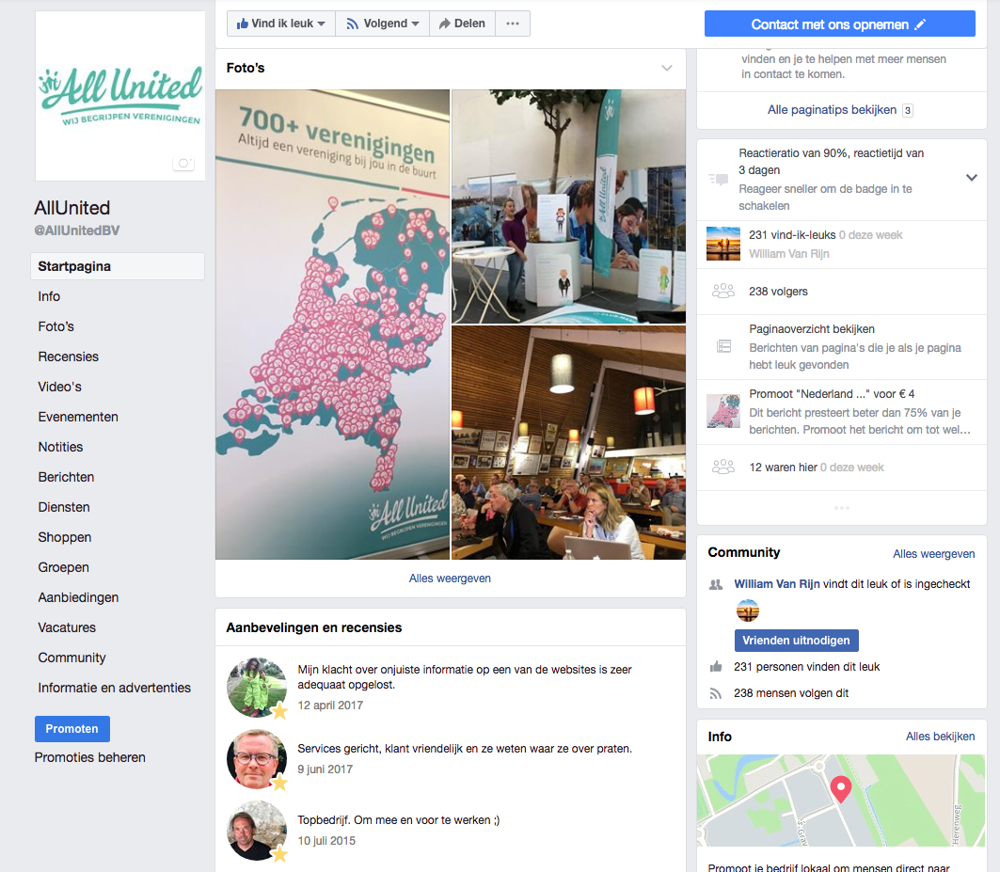 All United
WIJ BEGRIJPEN VERENIGINGEN
AllUnited
@AllUnitedBV
Startpagina
Info
Foto's
Recensies
Video's
Evenementen
Notities
Berichten
Diensten
Shoppen
Groepen
Aanbiedingen
Vacatures
Community
Informatie en advertenties
Promoten
Promoties beheren
Vind ik leuk
Volgend
Delen
Contact met ons opnemen
Foto's
700+ verenigingen
Altijd een vereniging bij jou in de buurt
All United
WIJ BEGRIJPEN VERENIGINGEN
All United
Alles weergeven
Aanbevelingen en recensies
Mijn klacht over onjuiste informatie op een van de websites is zeer
adequaat opgelost.
12 april 2017
Services gericht, klant vriendelijk en ze weten waar ze over praten.
9 juni 2017
Topbedrijf. Om mee en voor te werken ;)
10 juli 2015
vinden en je te helpen met meer mensen
in contact te komen.
Alle paginatips bekijken 3
Reactieratio van 90%, reactietijd van
3 dagen
Reageer sneller om de badge in te
schakelen
231 vind-ik-leuks 0 deze week
William Van Rijn
238 volgers
Paginaoverzicht bekijken
Berichten van pagina's die je als je pagina
hebt leuk gevonden
Promoot "Nederland ..." voor € 4
Dit bericht presteert beter dan 75% van je
berichten. Promoot het bericht om tot wel...
12 waren hier 0 deze week
Community
Alles weergeven
William Van Rijn vindt dit leuk of is ingecheckt
Vrienden uitnodigen
231 personen vinden dit leuk
238 mensen volgen dit
Info
Alles bekijken
Herenweg
Promoot je bedrijf lokaal om mensen direct naar